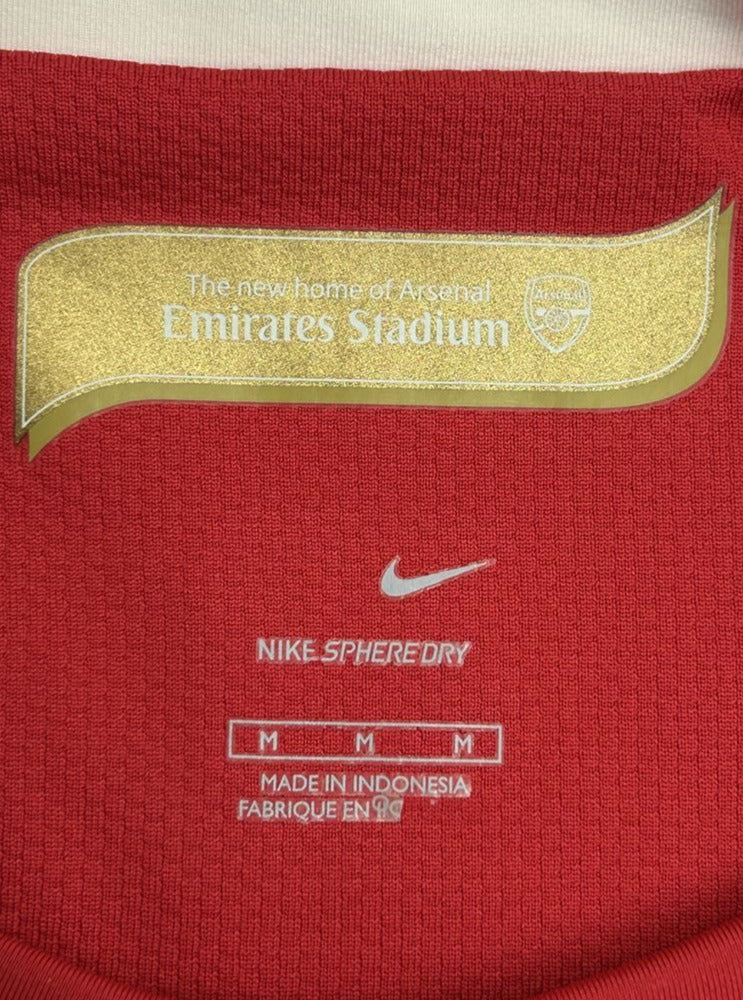 The new home of Arsenal
Emirates Stadium
Arsenal
NIKE SPHERE DRY
M M M
MADE IN INDONESIA
FABRIQUE EN